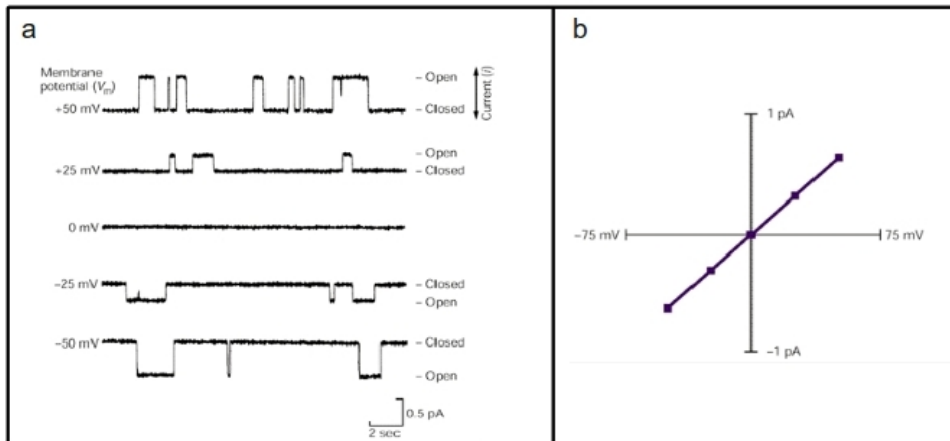 a
Membrane
potential (Vm)
+50 mV
– Open
– Closed
Current (i)
+25 mV
– Open
– Closed
0 mV
–25 mV
– Closed
– Open
–50 mV
– Closed
– Open
0.5 pA
2 sec
b
1 pA
–75 mV
75 mV
–1 pA